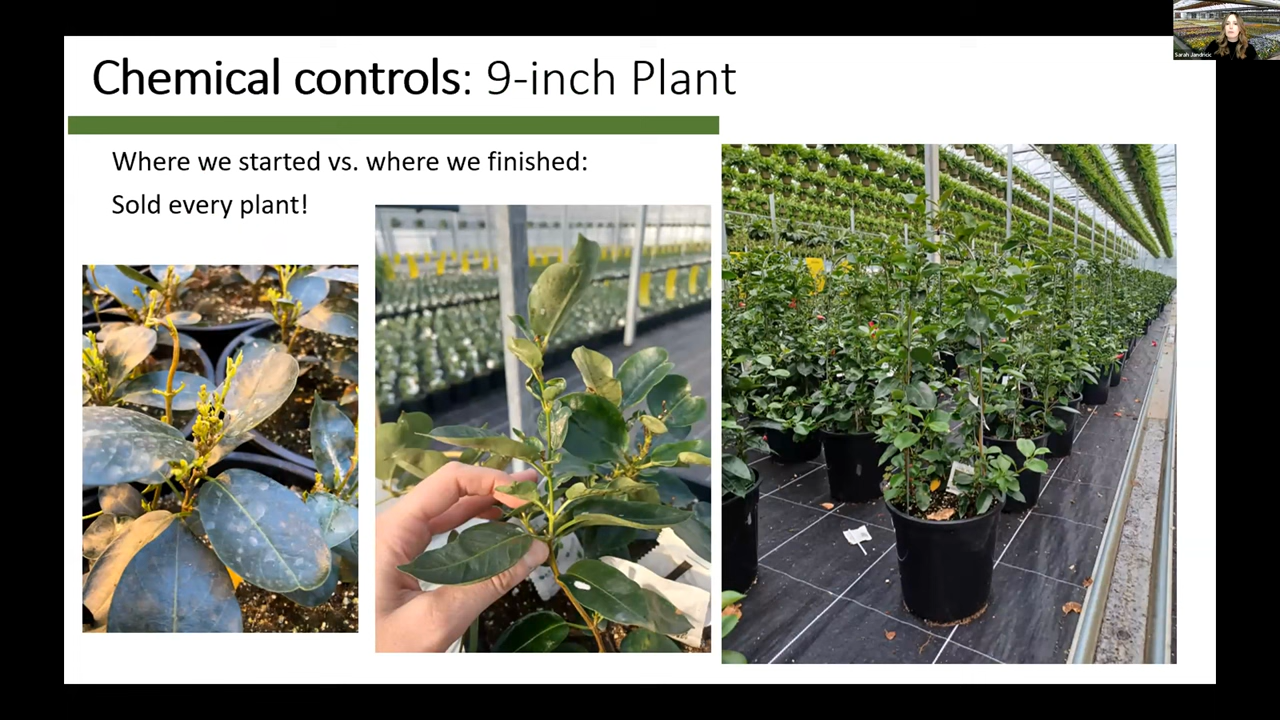 Chemical controls: 9-inch Plant
Where we started vs. where we finished:
Sold every plant!
Sarah Jandricic